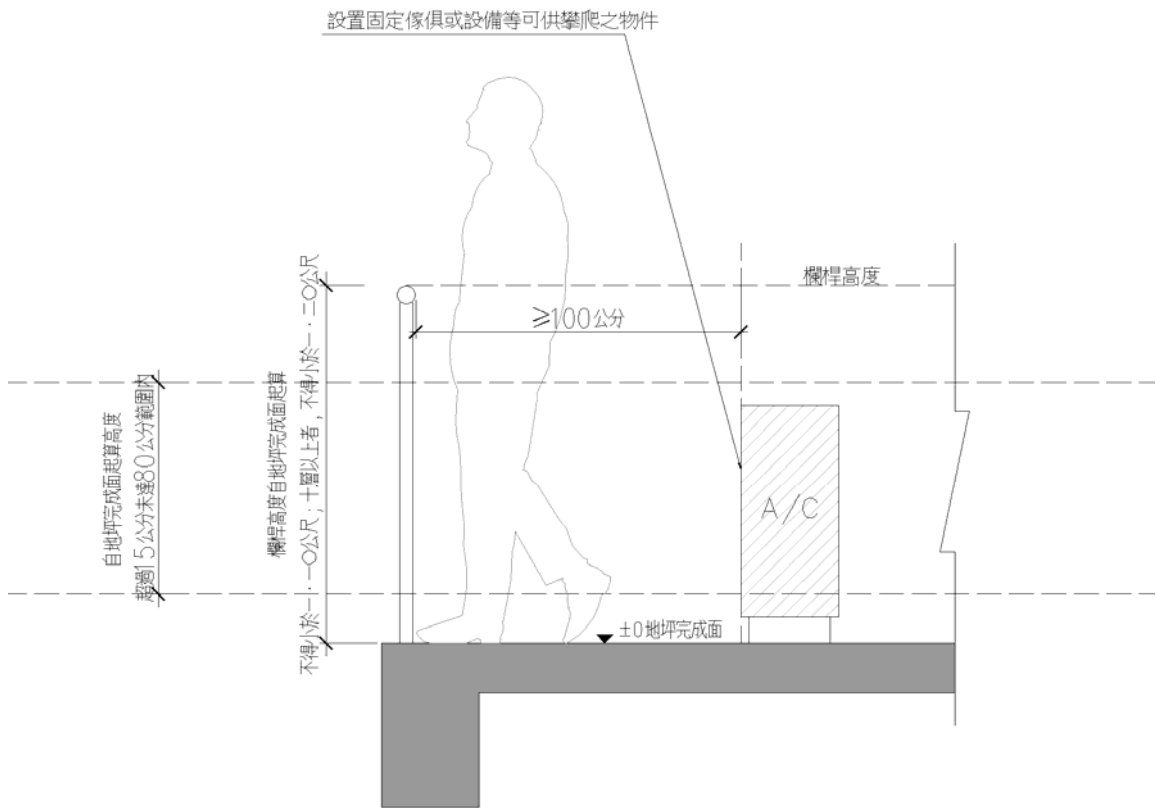 設置固定傢俱或設備等可供攀爬之物件
欄桿高度
≥100公分
自地坪完成面起算高度
超過15公分未達80公分範圍內
欄桿高度自地坪完成面起算
不得小於一．一〇公尺；十層以上者，不得小於一．二〇公尺
A/C
±0地坪完成面